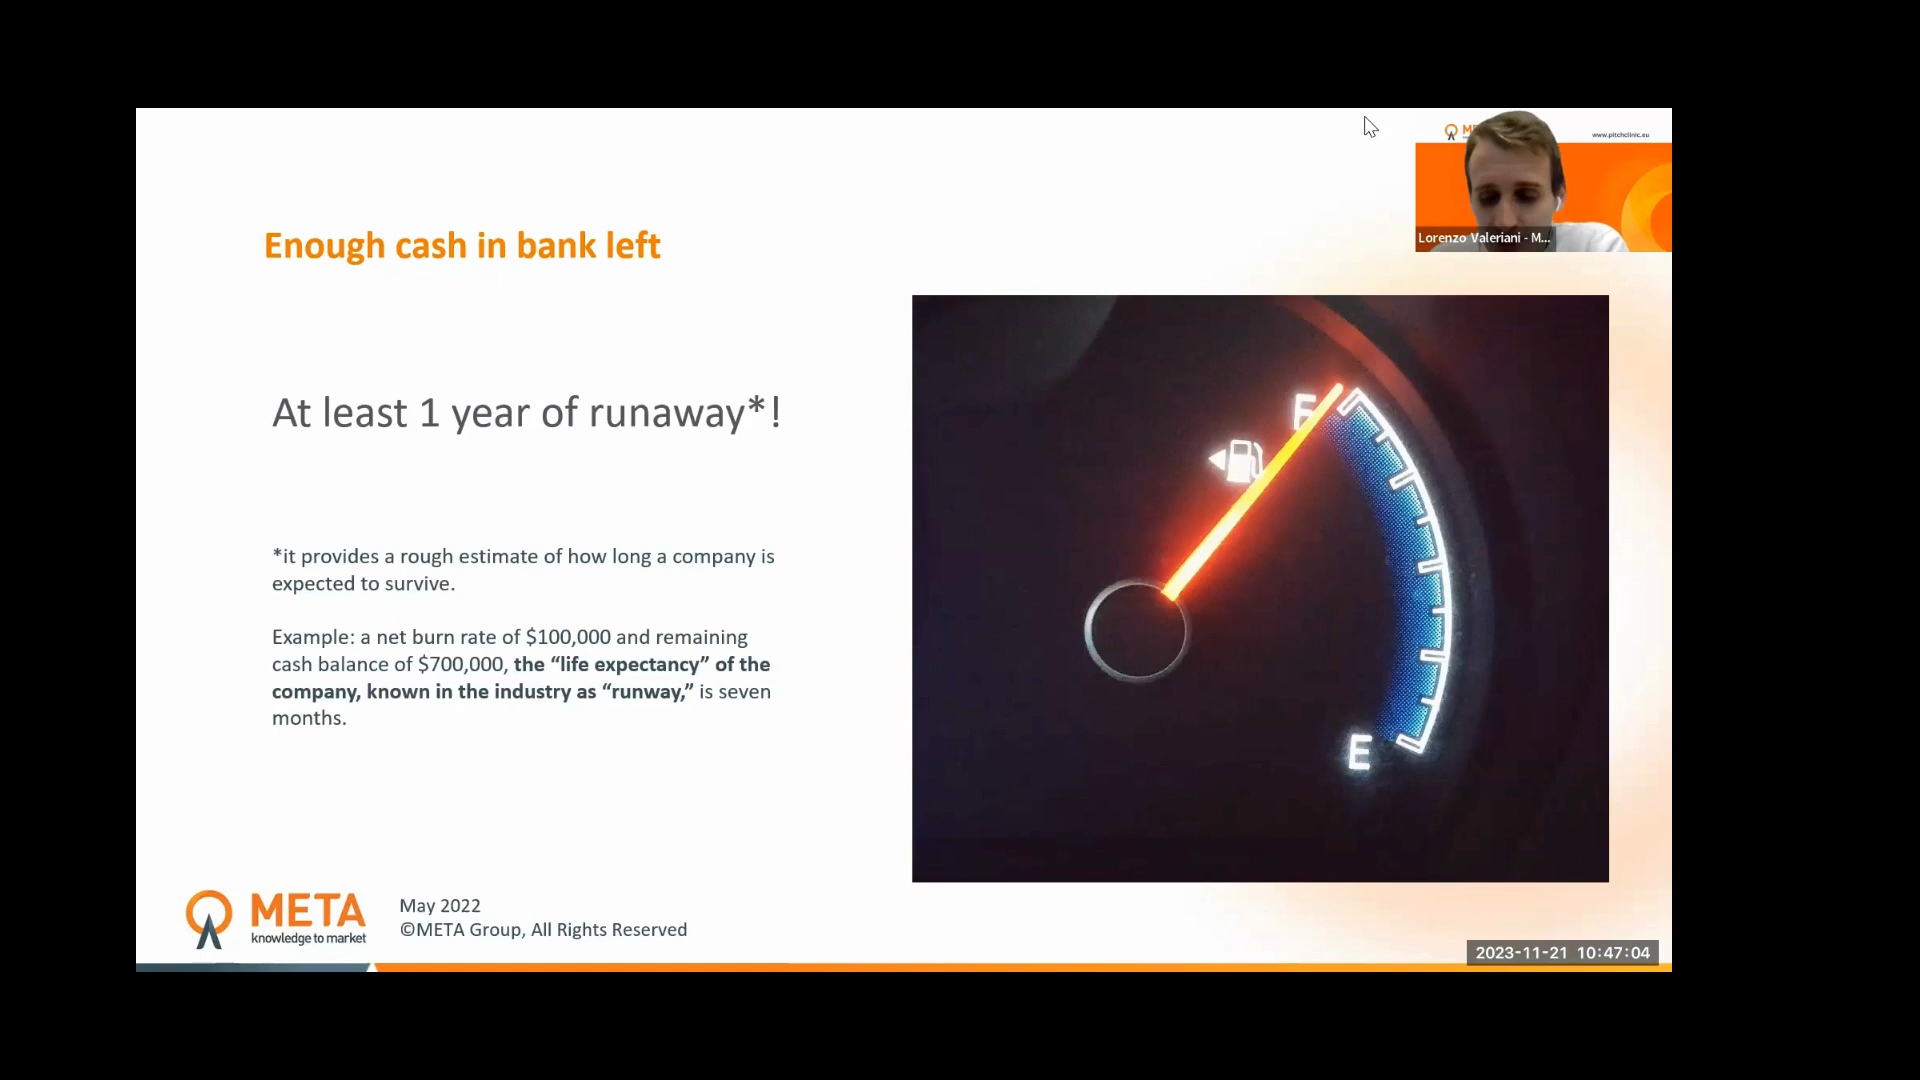 www.pitchclinic.eu
Lorenzo Valeriani - M...
Enough cash in bank left
At least 1 year of runaway*!
*it provides a rough estimate of how long a company is
expected to survive.
Example: a net burn rate of $100,000 and remaining
cash balance of $700,000, the “life expectancy” of the
company, known in the industry as “runway,” is seven
months.
F
E
META
knowledge to market
May 2022
©META Group, All Rights Reserved
2023-11-21 10:47:04